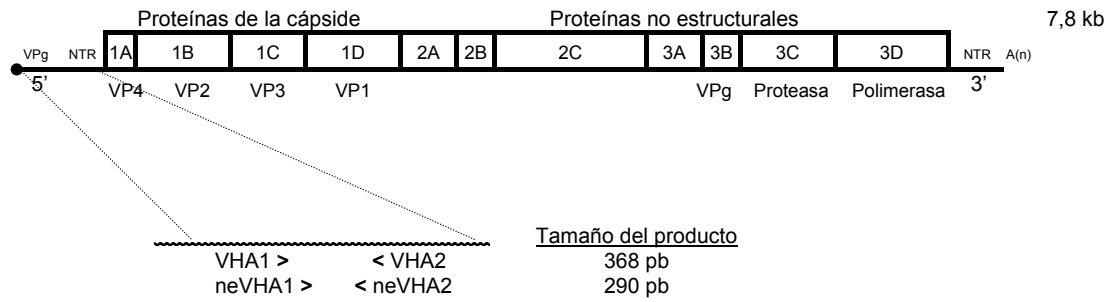 Proteínas de la cápside Proteínas no estructurales 7,8 kb
VPg NTR 1A 1B 1C 1D 2A 2B 2C 3A 3B 3C 3D NTR A(n)
5’ VP4 VP2 VP3 VP1 VPg Proteasa Polimerasa 3’
Tamaño del producto
VHA1 > < VHA2 368 pb
neVHA1 > < neVHA2 290 pb